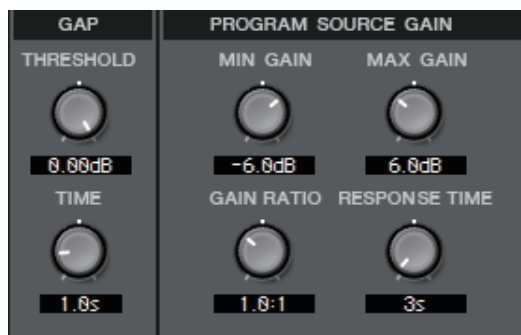 GAP
PROGRAM SOURCE GAIN
THRESHOLD
MIN GAIN
MAX GAIN
0.00dB
-6.0dB
6.0dB
TIME
GAIN RATIO
RESPONSE TIME
1.0s
1.0:1
3s